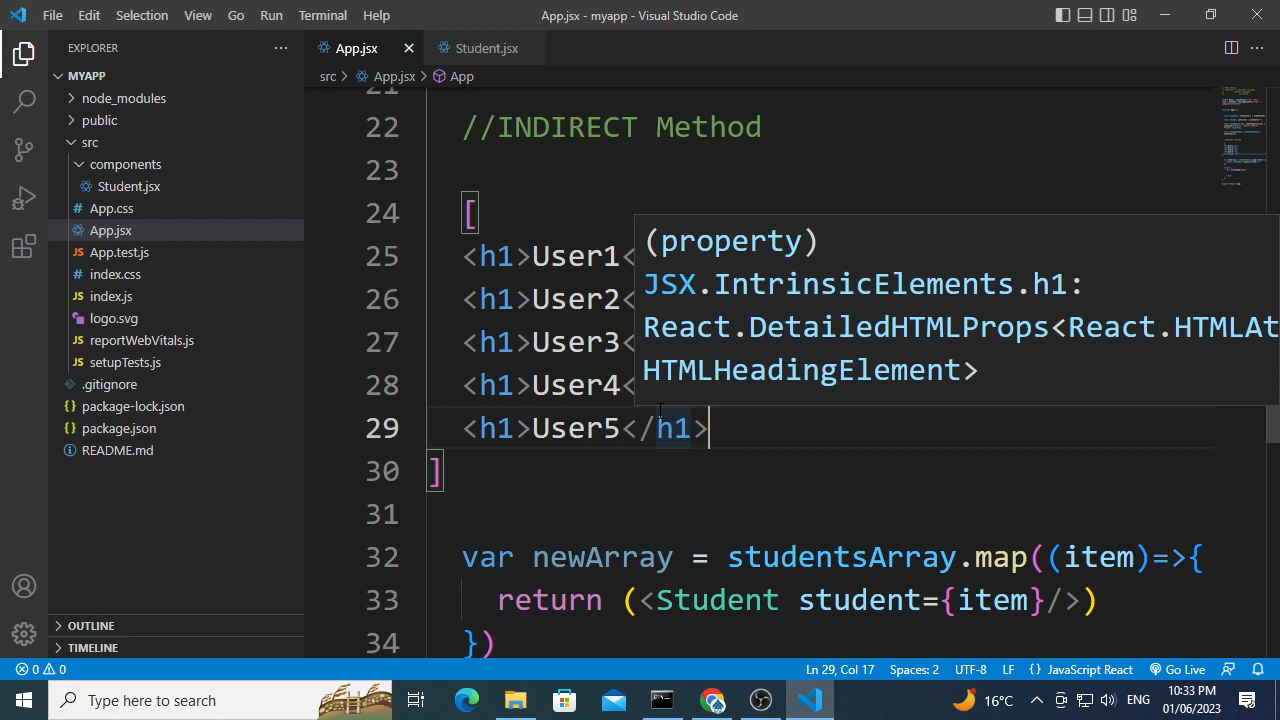 File Edit Selection View Go Run Terminal Help
App.jsx - myapp - Visual Studio Code
EXPLORER
MYAPP
node_modules
public
src
components
Student.jsx
App.css
App.jsx
App.test.js
index.css
index.js
logo.svg
reportWebVitals.js
setupTests.js
.gitignore
package-lock.json
package.json
README.md
OUTLINE
TIMELINE
App.jsx
Student.jsx
src > App.jsx > App
22 //INDIRECT Method
23
24 [
25 <h1>User1<
26 <h1>User2<
27 <h1>User3<
28 <h1>User4<
29 <h1>User5</h1>
30 ]
31
32 var newArray = studentsArray.map((item)=>{
33 return (<Student student={item}/>)
34 })
(property)
JSX.IntrinsicElements.h1:
React.DetailedHTMLProps<React.HTMLAt
HTMLHeadingElement>
0 0
Ln 29, Col 17 Spaces: 2 UTF-8 LF {} JavaScript React Go Live
Type here to search
16°C
ENG
10:33 PM
01/06/2023